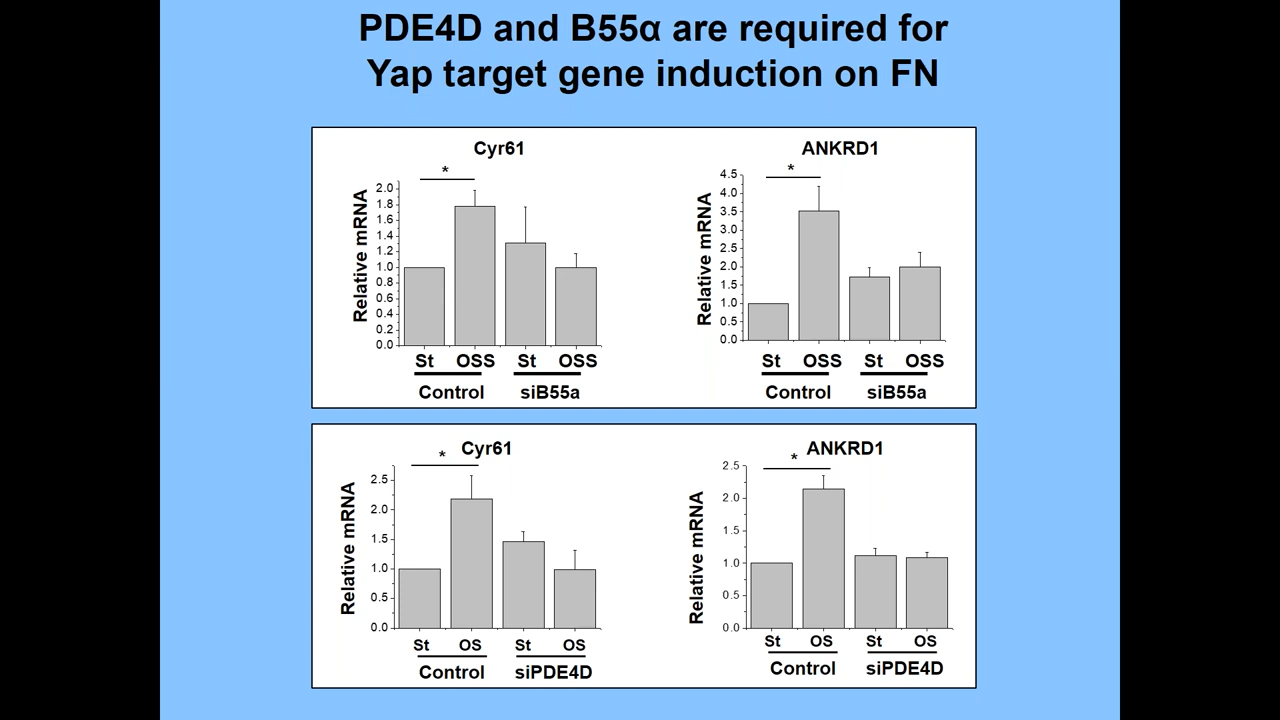 PDE4D and B55α are required for
Yap target gene induction on FN
Cyr61
*
Relative mRNA
2.0
1.8
1.6
1.4
1.2
1.0
0.8
0.6
0.4
0.2
0.0
St OSS St OSS
Control siB55a
ANKRD1
*
Relative mRNA
4.5
4.0
3.5
3.0
2.5
2.0
1.5
1.0
0.5
0.0
St OSS St OSS
Control siB55a
Cyr61
*
Relative mRNA
2.5
2.0
1.5
1.0
0.5
0.0
St OS St OS
Control siPDE4D
ANKRD1
*
Relative mRNA
2.5
2.0
1.5
1.0
0.5
0.0
St OS St OS
Control siPDE4D